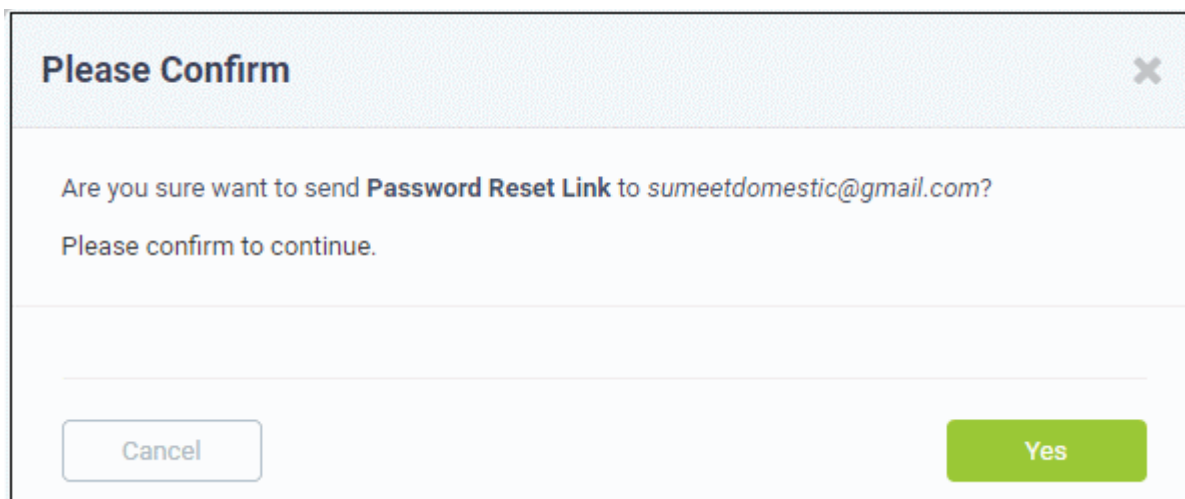 Please Confirm
Are you sure want to send Password Reset Link to sumeetdomestic@gmail.com?
Please confirm to continue.
Cancel
Yes